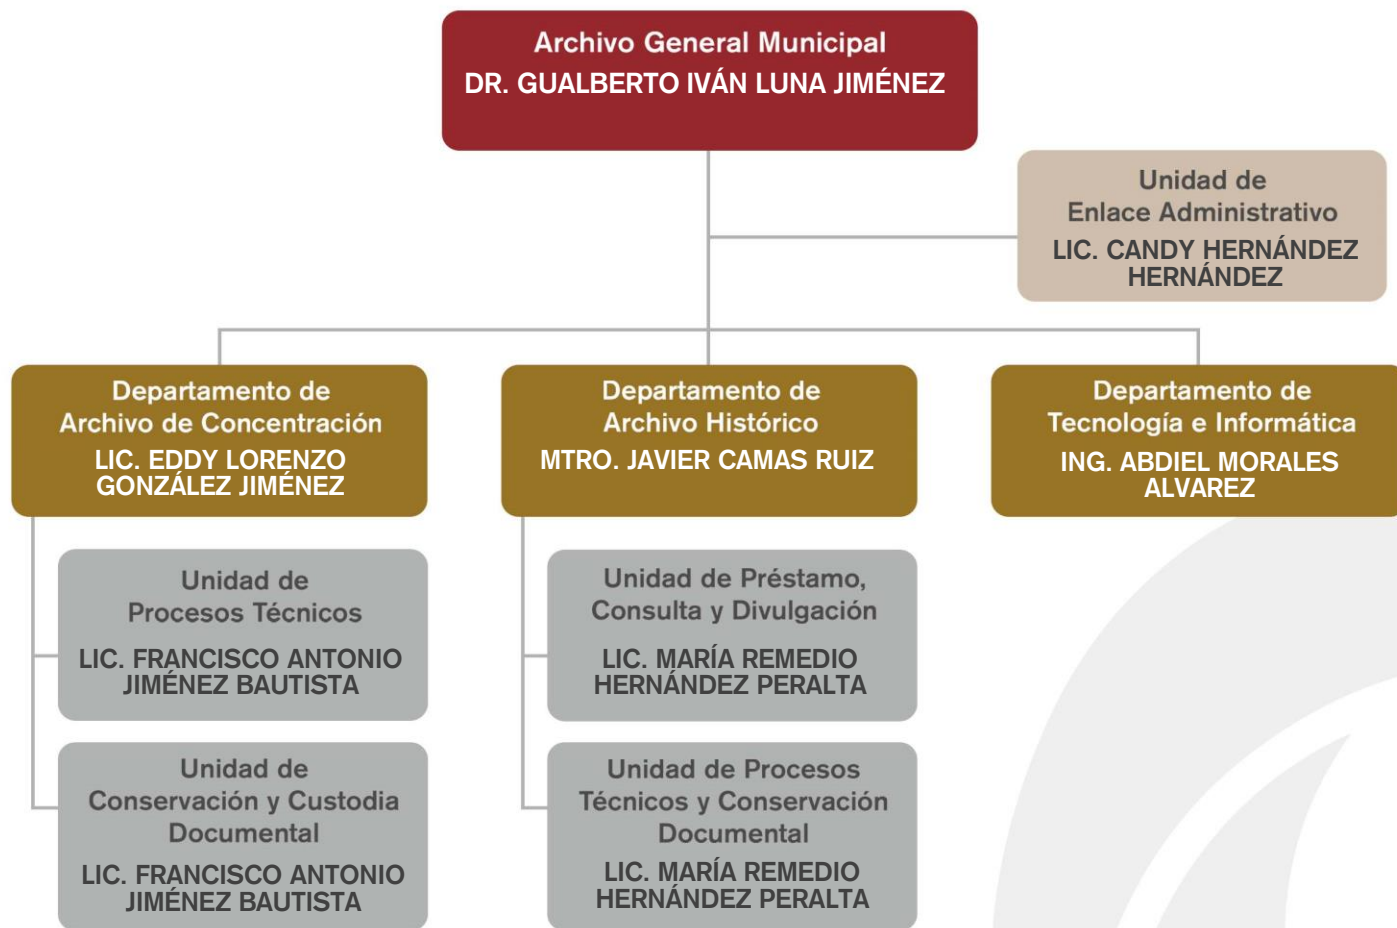 Archivo General Municipal
DR. GUALBERTO IVÁN LUNA JIMÉNEZ
Unidad de
Enlace Administrativo
LIC. CANDY HERNÁNDEZ
HERNÁNDEZ
Departamento de
Archivo de Concentración
LIC. EDDY LORENZO
GONZÁLEZ JIMÉNEZ
Departamento de
Archivo Histórico
MTRO. JAVIER CAMAS RUIZ
Departamento de
Tecnología e Informática
ING. ABDIEL MORALES
ALVAREZ
Unidad de
Procesos Técnicos
LIC. FRANCISCO ANTONIO
JIMÉNEZ BAUTISTA
Unidad de Préstamo,
Consulta y Divulgación
LIC. MARÍA REMEDIO
HERNÁNDEZ PERALTA
Unidad de
Conservación y Custodia
Documental
LIC. FRANCISCO ANTONIO
JIMÉNEZ BAUTISTA
Unidad de Procesos
Técnicos y Conservación
Documental
LIC. MARÍA REMEDIO
HERNÁNDEZ PERALTA